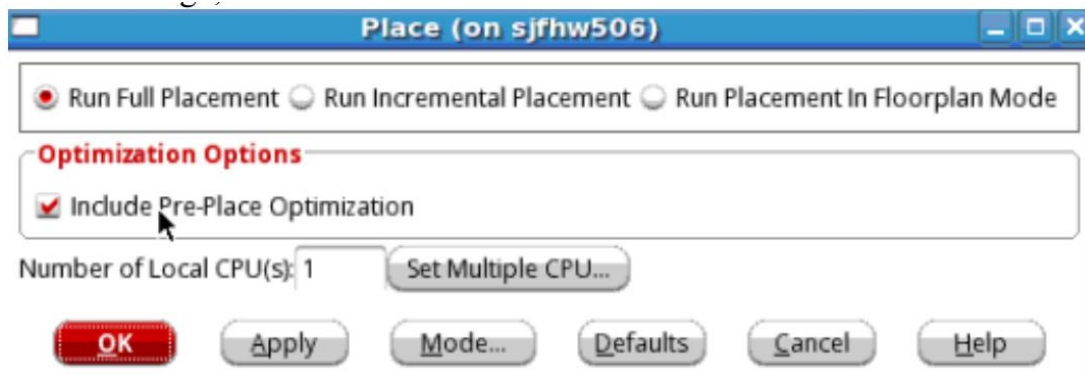 Place (on sjfhw506)
Run Full Placement Run Incremental Placement Run Placement In Floorplan Mode
Optimization Options
Include Pre-Place Optimization
Number of Local CPU(s): 1 Set Multiple CPU...
OK Apply Mode... Defaults Cancel Help